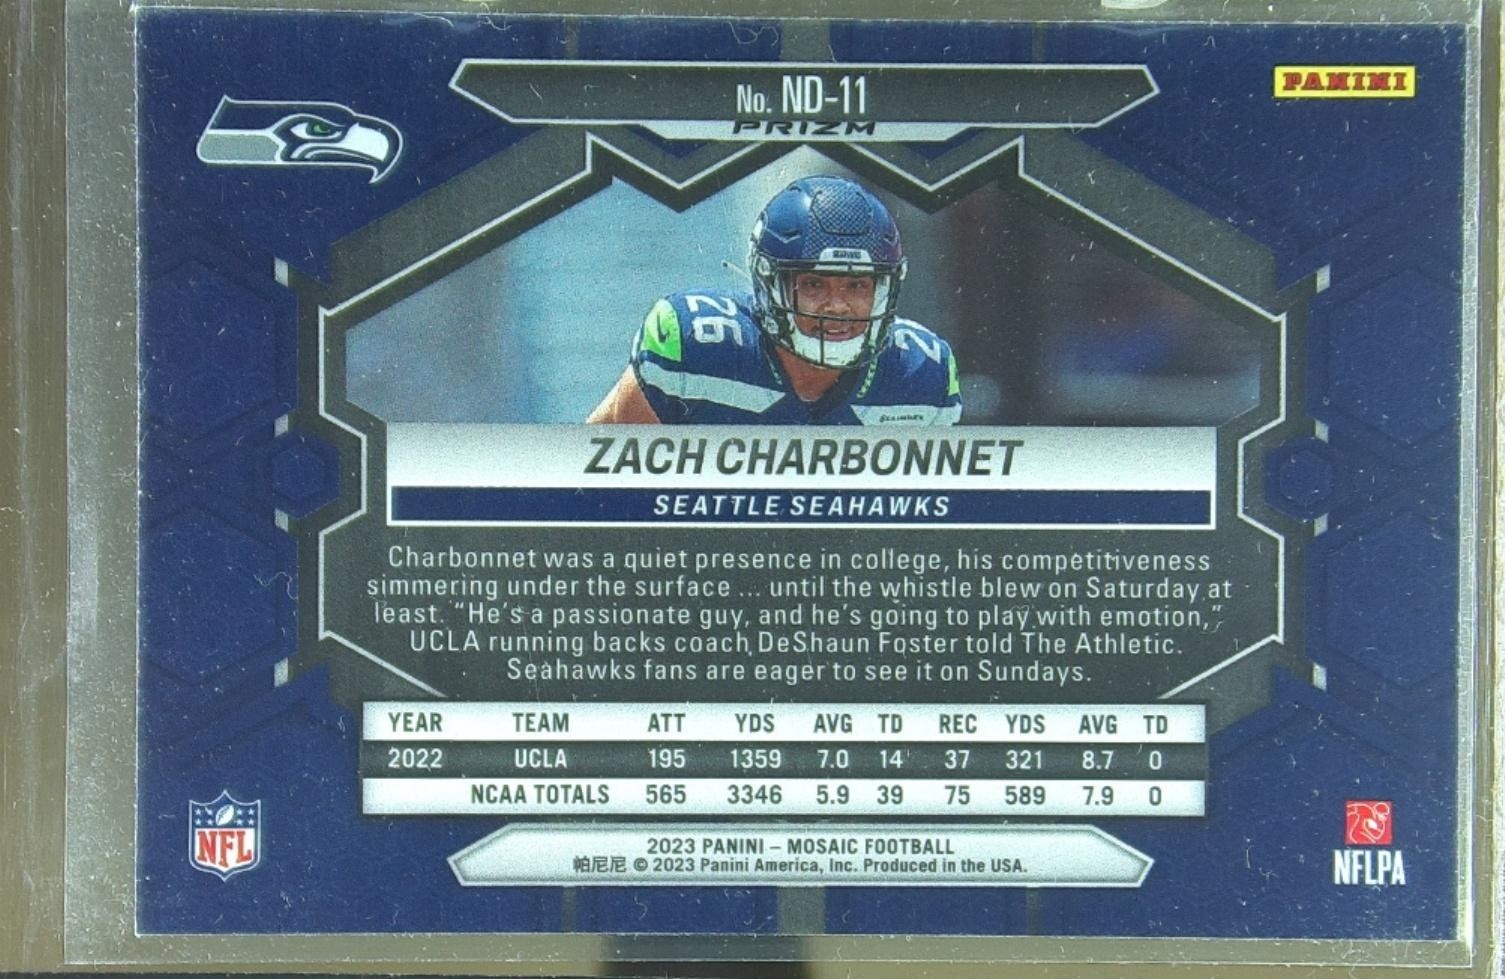 No. ND-11
PANINI
PRIZM
SEAHAWKS
26
2
SEAHAWKS
ZACH CHARBONNET
SEATTLE SEAHAWKS
Charbonnet was a quiet presence in college, his competitiveness
simmering under the surface ... until the whistle blew on Saturday at
least. “He’s a passionate guy, and he’s going to play with emotion,”
UCLA running backs coach DeShaun Foster told The Athletic.
Seahawks fans are eager to see it on Sundays.
YEAR TEAM ATT YDS AVG TD REC YDS AVG TD
2022 UCLA 195 1359 7.0 14 37 321 8.7 0
NCAA TOTALS 565 3346 5.9 39 75 589 7.9 0
NFL
2023 PANINI – MOSAIC FOOTBALL
帕尼尼 © 2023 Panini America, Inc. Produced in the USA.
NFLPA